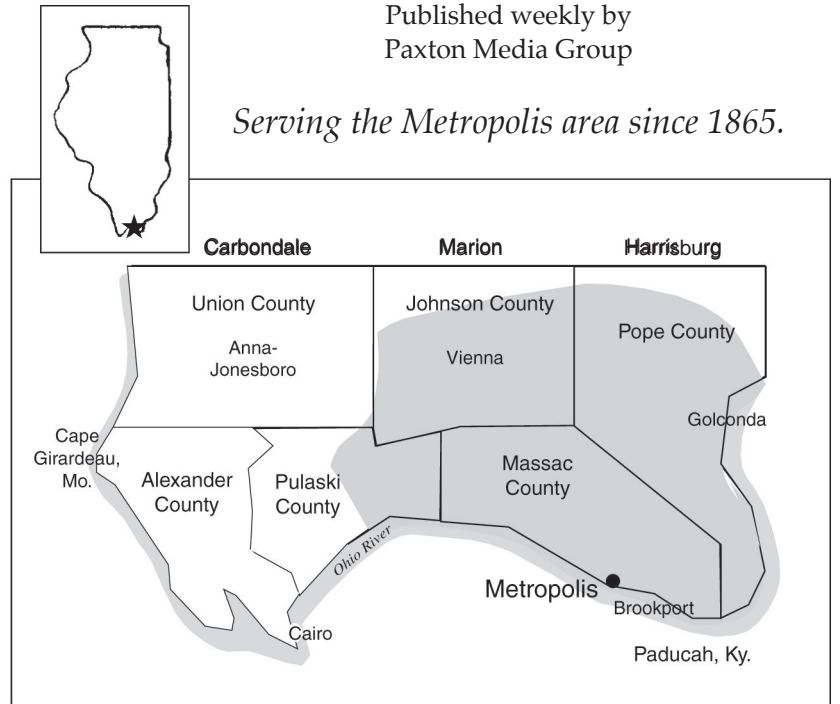 Published weekly by
Paxton Media Group
Serving the Metropolis area since 1865.
Carbondale
Marion
Harrisburg
Union County
Johnson County
Pope County
Anna-
Jonesboro
Vienna
Golconda
Cape
Girardeau,
Mo.
Alexander
County
Pulaski
County
Massac
County
Ohio River
Metropolis
Brookport
Cairo
Paducah, Ky.